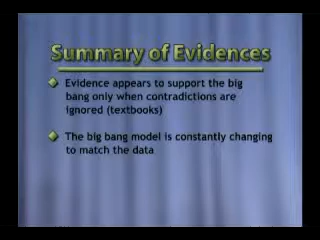 Summary of Evidences
Evidence appears to support the big
bang only when contradictions are
ignored (textbooks)
The big bang model is constantly changing
to match the data